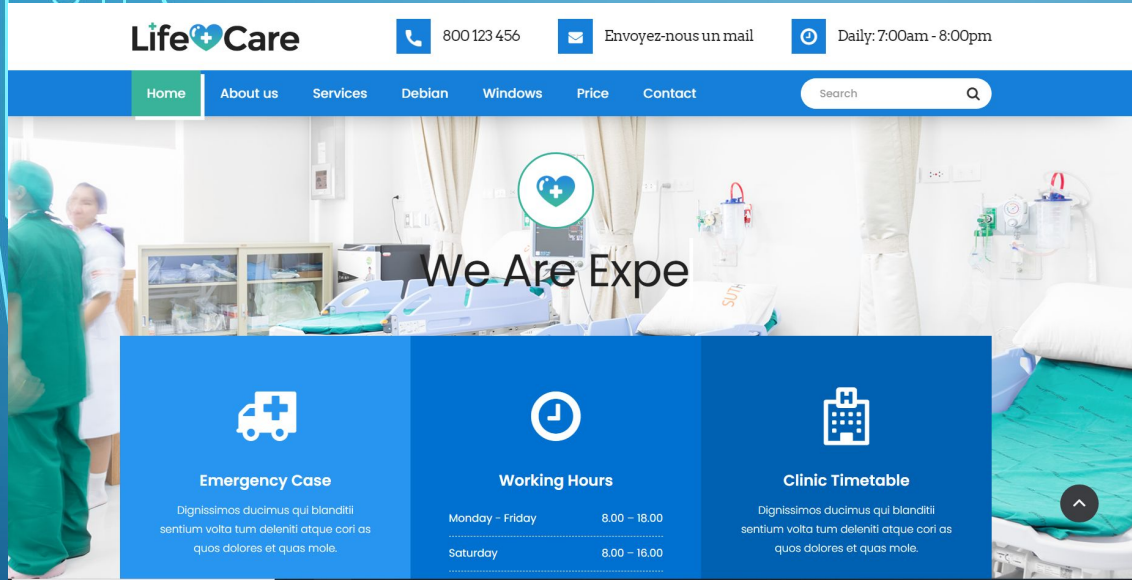 Life Care
800 123 456
Envoyez-nous un mail
Daily: 7:00am - 8:00pm
Home About us Services Debian Windows Price Contact
Search
We Are Expe
SUTH
Emergency Case
Dignissimos ducimus qui blanditii
sentium volta tum deleniti atque cori as
quos dolores et quas mole.
Working Hours
Monday - Friday 8.00 – 18.00
Saturday 8.00 – 16.00
H
Clinic Timetable
Dignissimos ducimus qui blanditii
sentium volta tum deleniti atque cori as
quos dolores et quas mole.